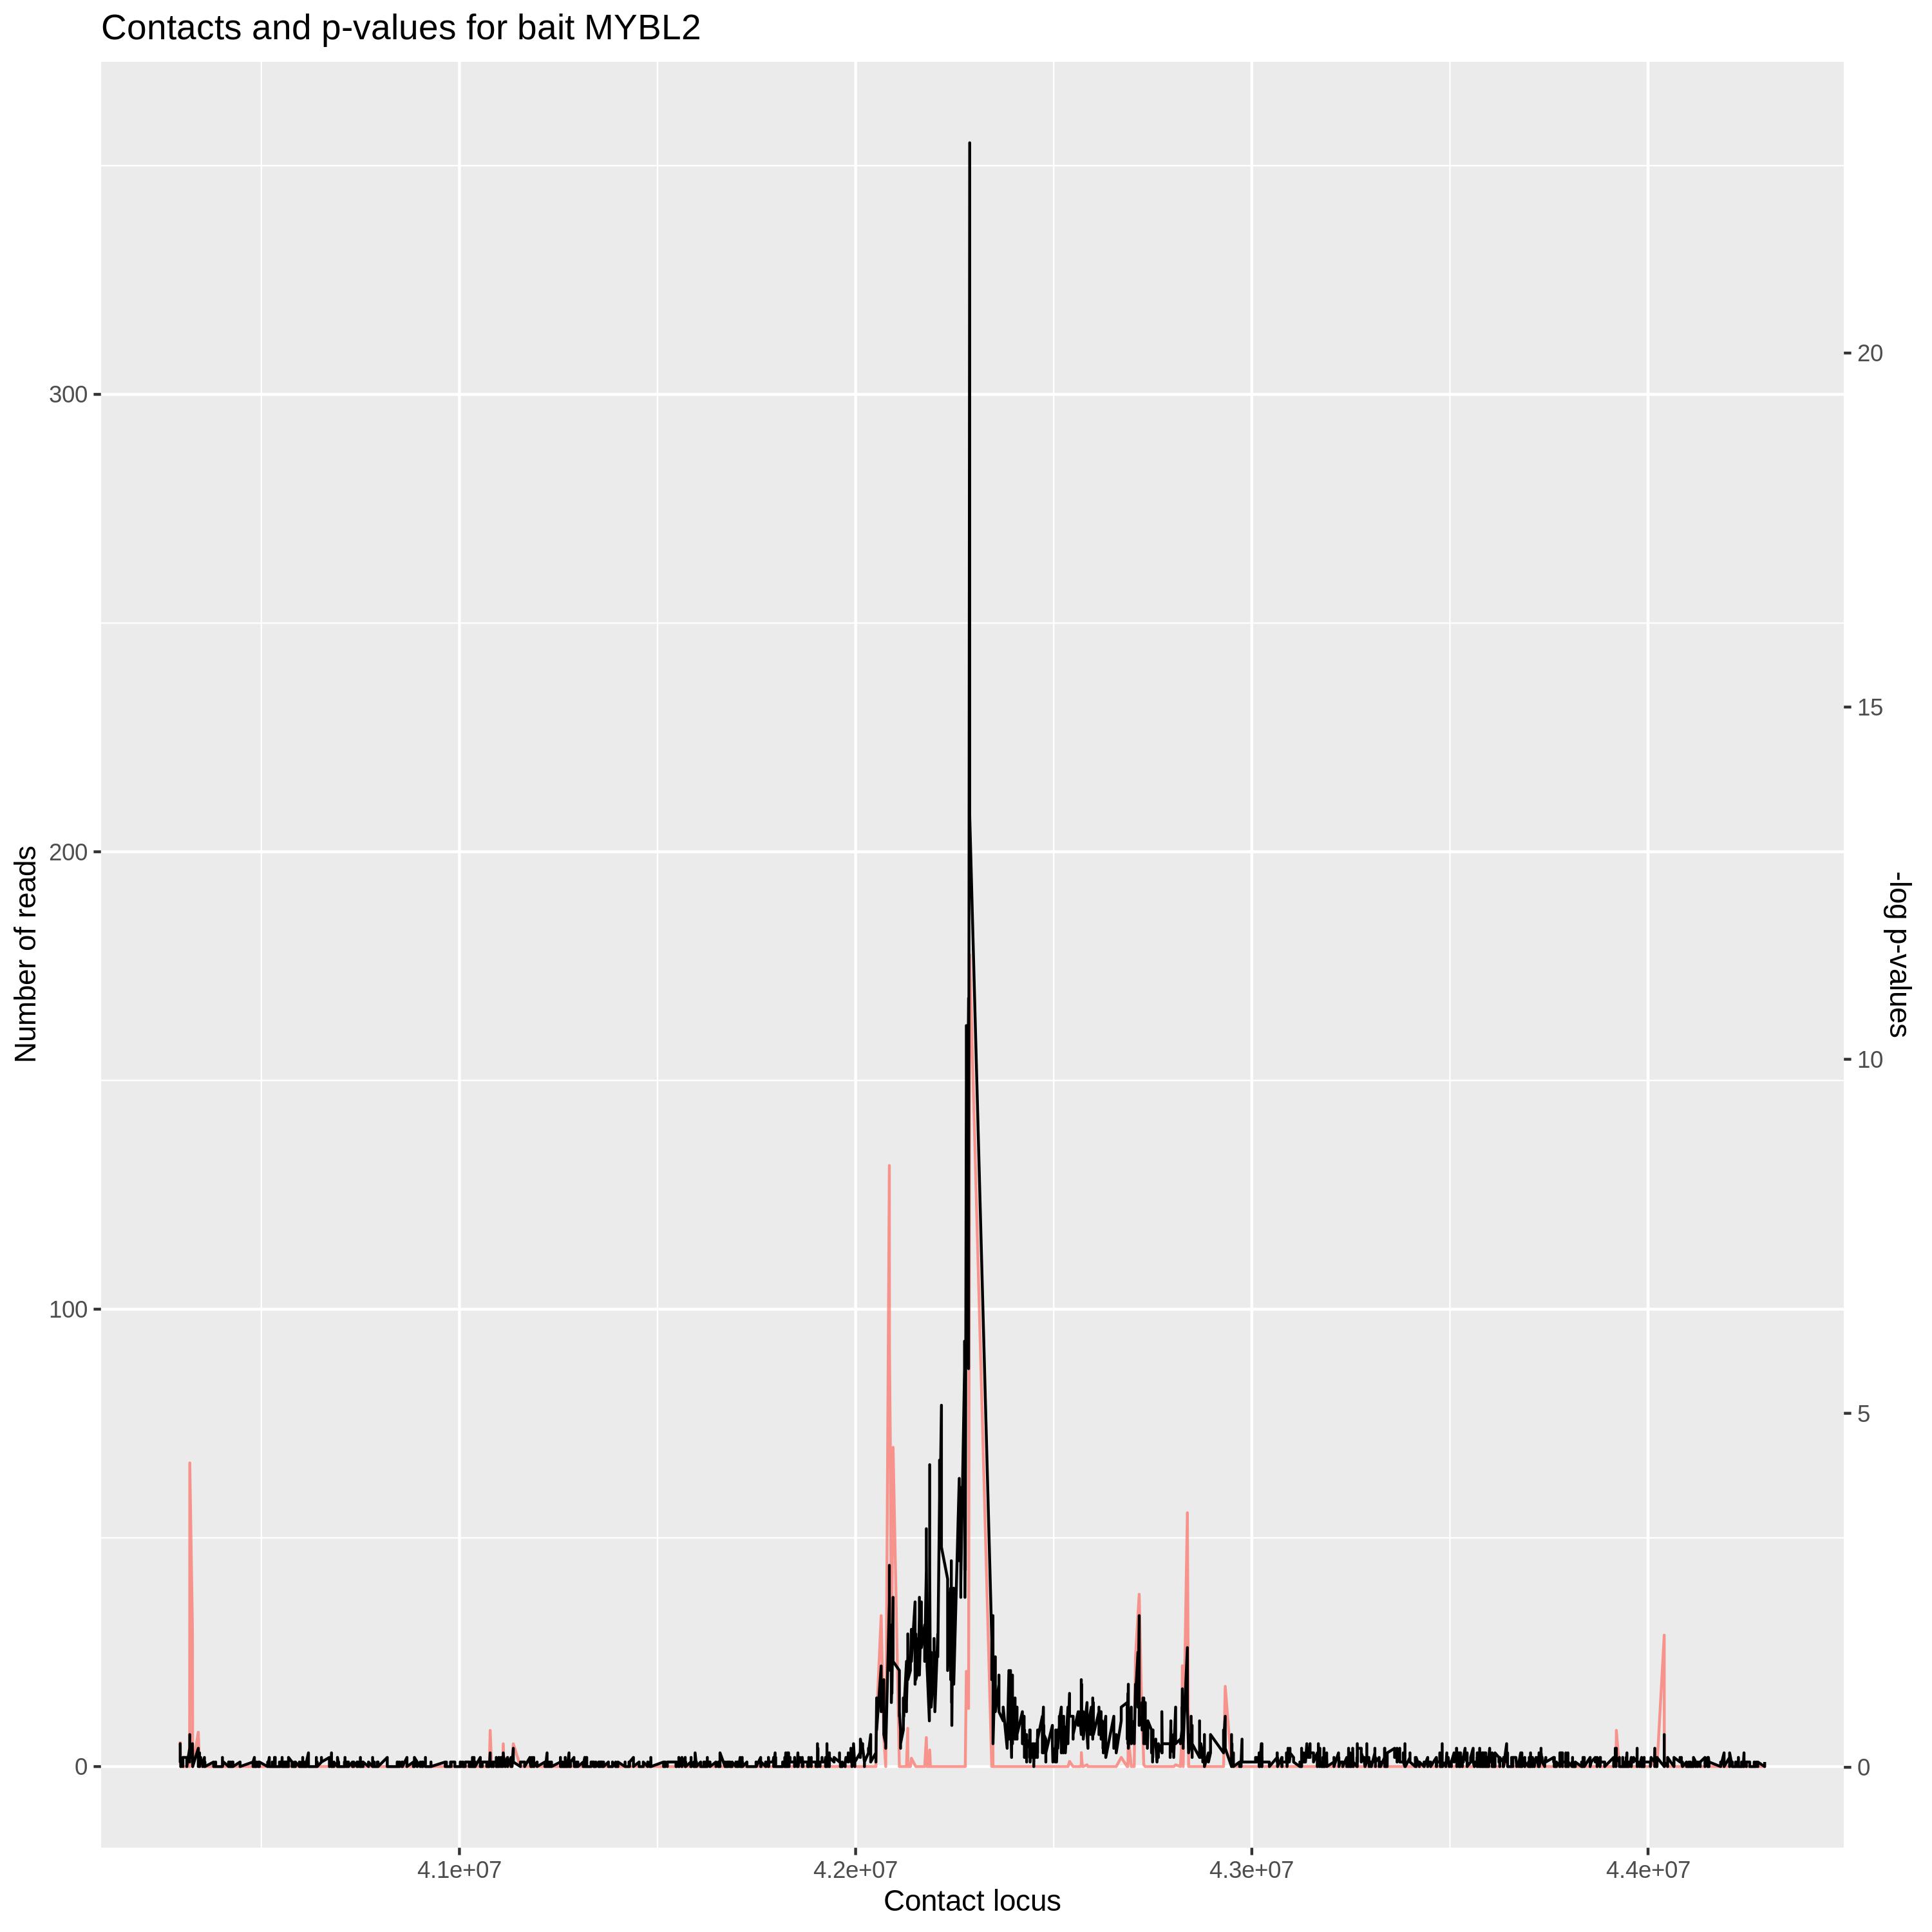 Contacts and p-values for bait MYBL2
300
200
100
0
Number of reads
20
15
10
5
0
-log p-values
4.1e+07 4.2e+07 4.3e+07 4.4e+07
Contact locus